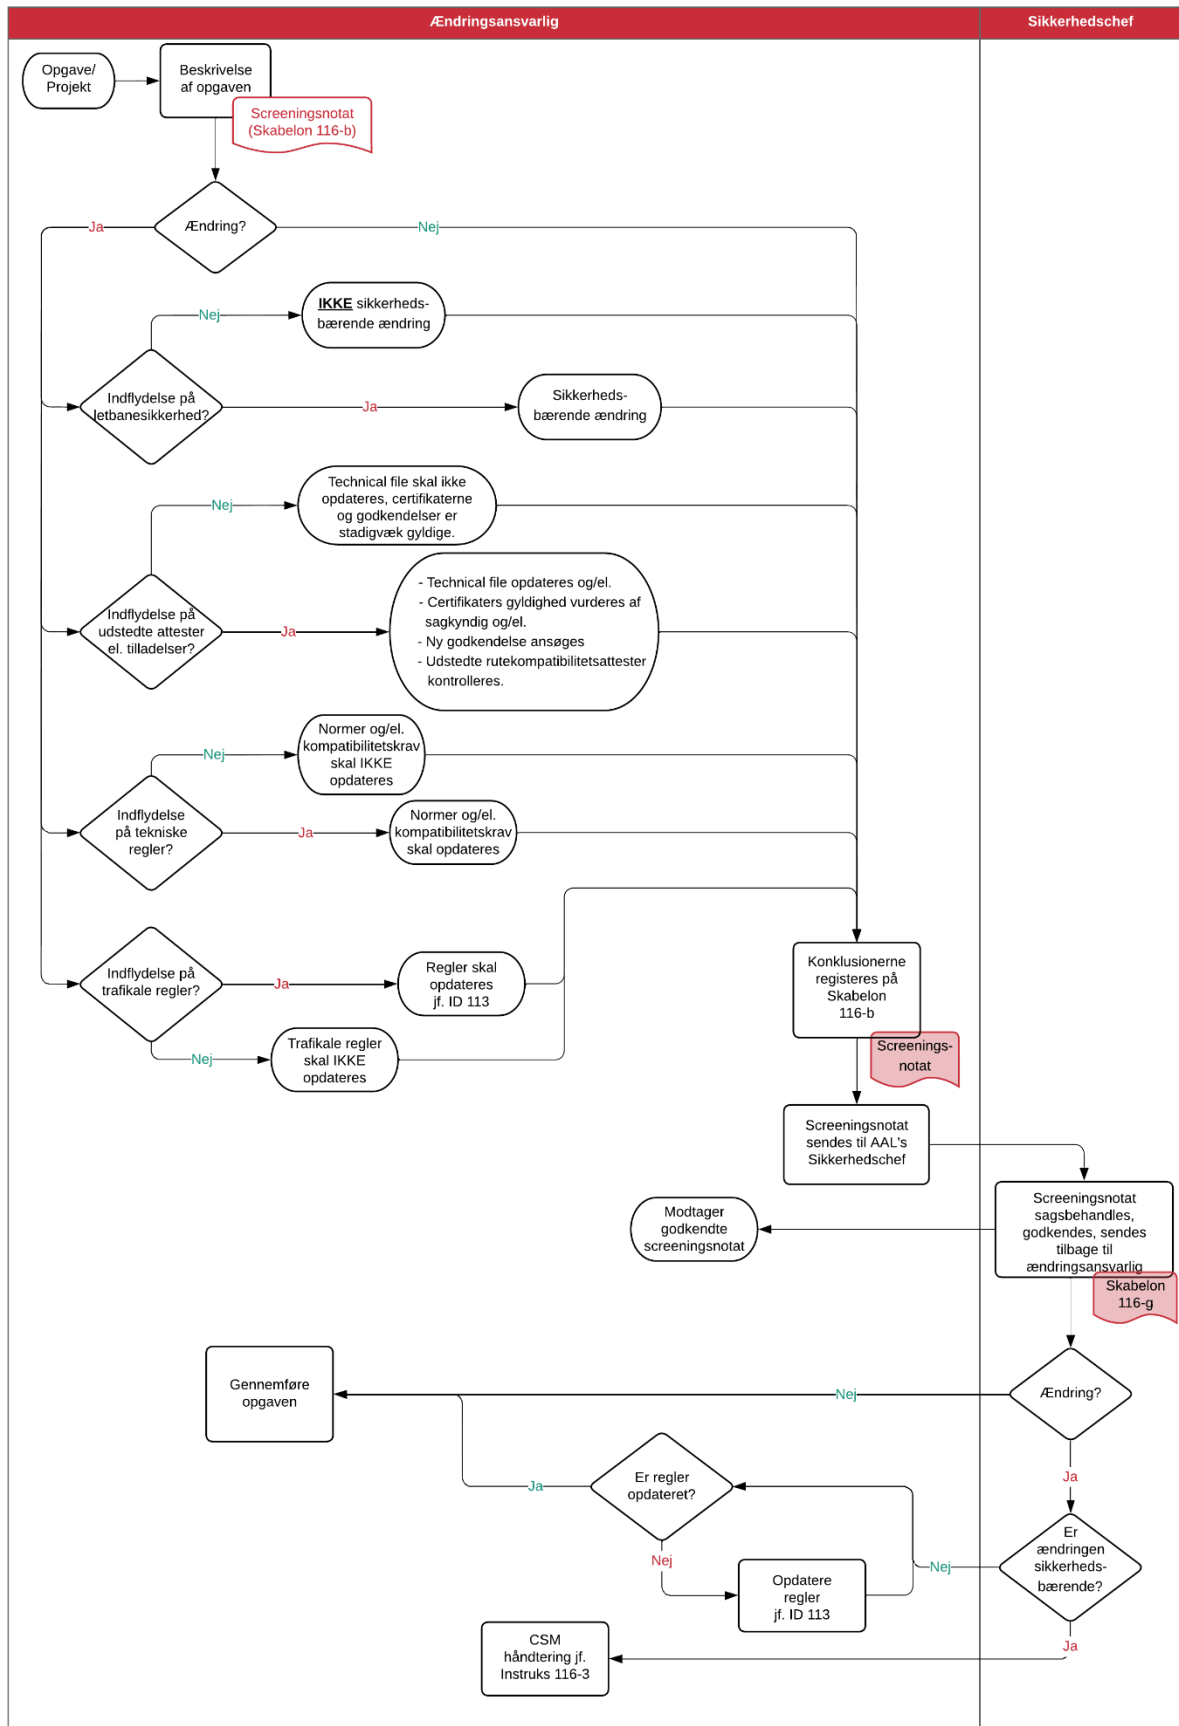 Ændringsansvarlig
Sikkerhedschef
Opgave/
Projekt
Beskrivelse
af opgaven
Screeningsnotat
(Skabelon 116-b)
Ændring?
Ja
Nej
IKKE sikkerheds-
bærende ændring
Nej
Indflydelse på
letbanesikkerhed?
Ja
Sikkerheds-
bærende ændring
Technical file skal ikke
opdateres, certifikaterne
og godkendelser er
stadigvæk gyldige.
Nej
Indflydelse på
udstedte attester
el. tilladelser?
Ja
- Technical file opdateres og/el.
- Certifikaters gyldighed vurderes af
sagkyndig og/el.
- Ny godkendelse ansøges
- Udstedte rutekompatibilitetsattester
kontrolleres.
Normer og/el.
kompatibilitetskrav
skal IKKE
opdateres
Nej
Indflydelse
på tekniske
regler?
Ja
Normer og/el.
kompatibilitetskrav
skal opdateres
Indflydelse på
trafikale regler?
Ja
Regler skal
opdateres
jf. ID 113
Nej
Trafikale regler
skal IKKE
opdateres
Konklusionerne
registeres på
Skabelon
116-b
Screenings-
notat
Screeningsnotat
sendes til AAL's
Sikkerhedschef
Screeningsnotat
sagsbehandles,
godkendes, sendes
tilbage til
ændringsansvarlig
Skabelon
116-g
Modtager
godkendte
screeningsnotat
Ændring?
Nej
Gennemføre
opgaven
Ja
Er regler
opdateret?
Ja
Nej
Er
ændringen
sikkerheds-
bærende?
Nej
Opdatere
regler
jf. ID 113
Ja
CSM
håndtering jf.
Instruks 116-3